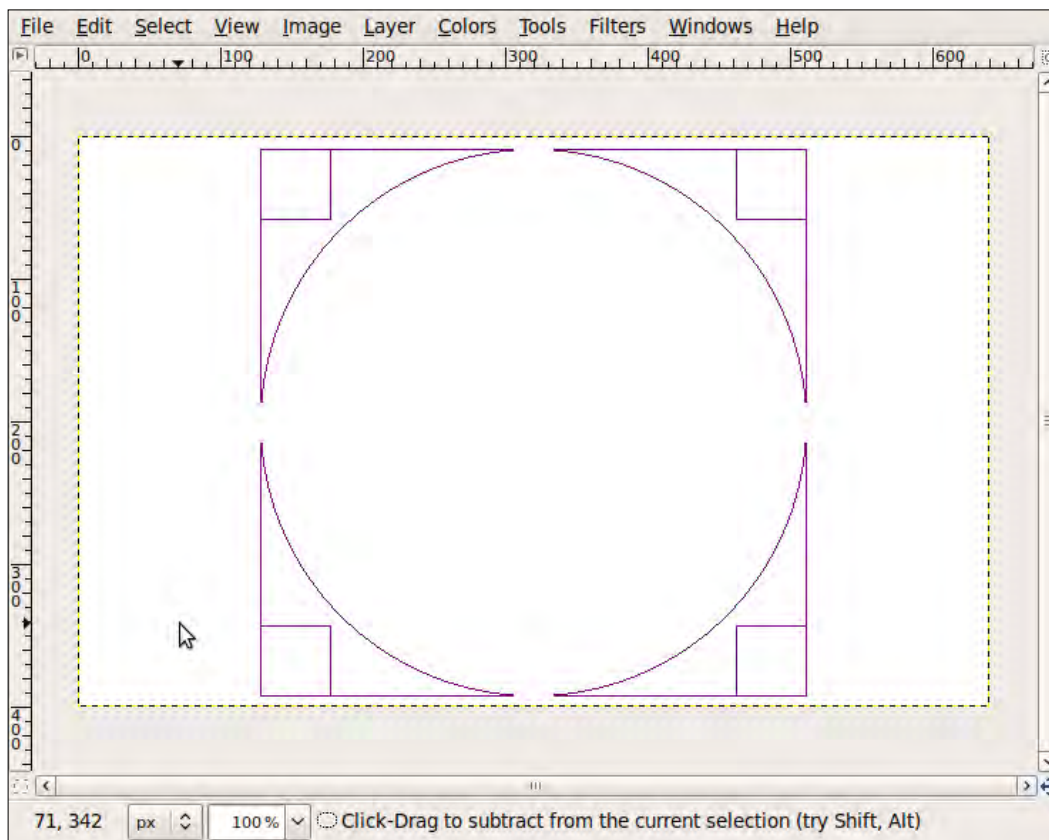 File Edit Select View Image Layer Colors Tools Filters Windows Help
0 100 200 300 400 500 600
0
100
200
300
400
71, 342 px 100% Click-Drag to subtract from the current selection (try Shift, Alt)